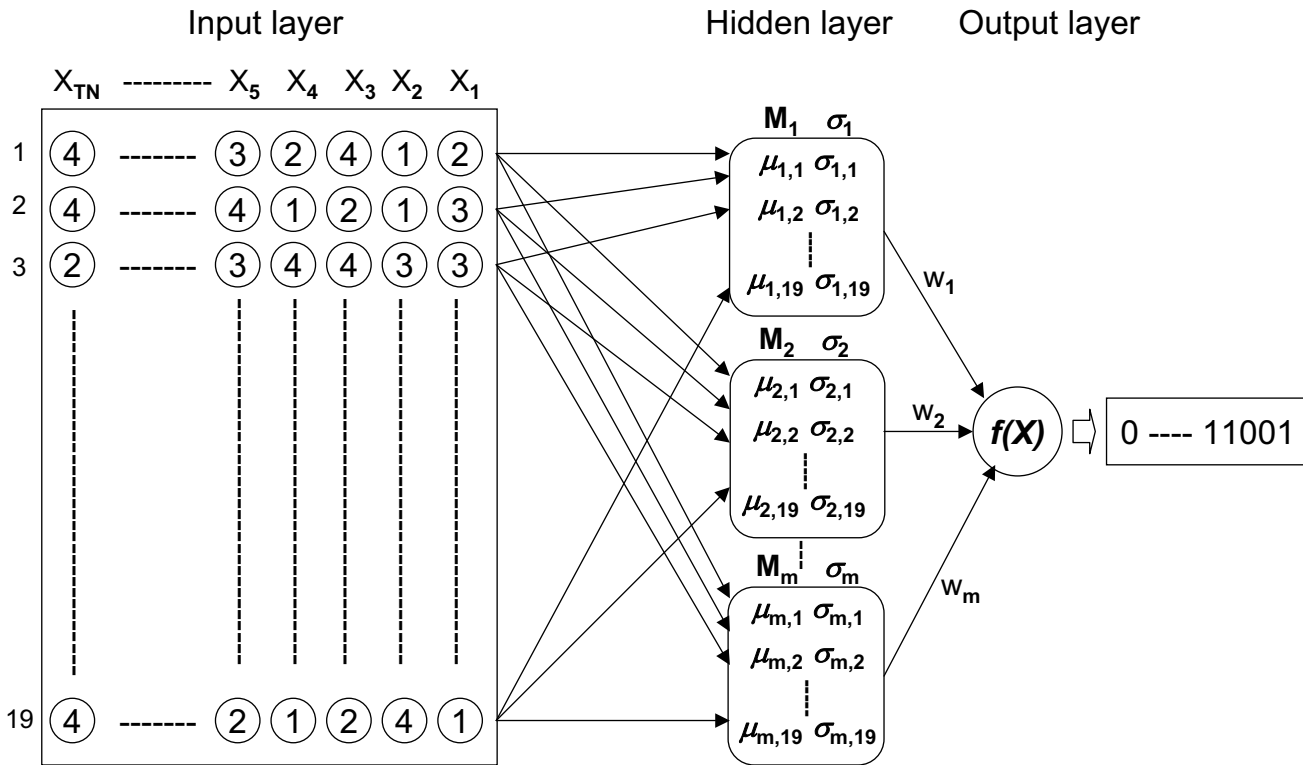 Input layer
Hidden layer
Output layer
X_TN --------- X_5 X_4 X_3 X_2 X_1
1 4 ------- 3 2 4 1 2
2 4 ------- 4 1 2 1 3
3 2 ------- 3 4 4 3 3
19 4 ------- 2 1 2 4 1
M_1 σ_1
μ_1,1 σ_1,1
μ_1,2 σ_1,2
μ_1,19 σ_1,19
M_2 σ_2
μ_2,1 σ_2,1
μ_2,2 σ_2,2
μ_2,19 σ_2,19
M_m σ_m
μ_m,1 σ_m,1
μ_m,2 σ_m,2
μ_m,19 σ_m,19
w_1
w_2
w_m
f(X)
0 ---- 11001